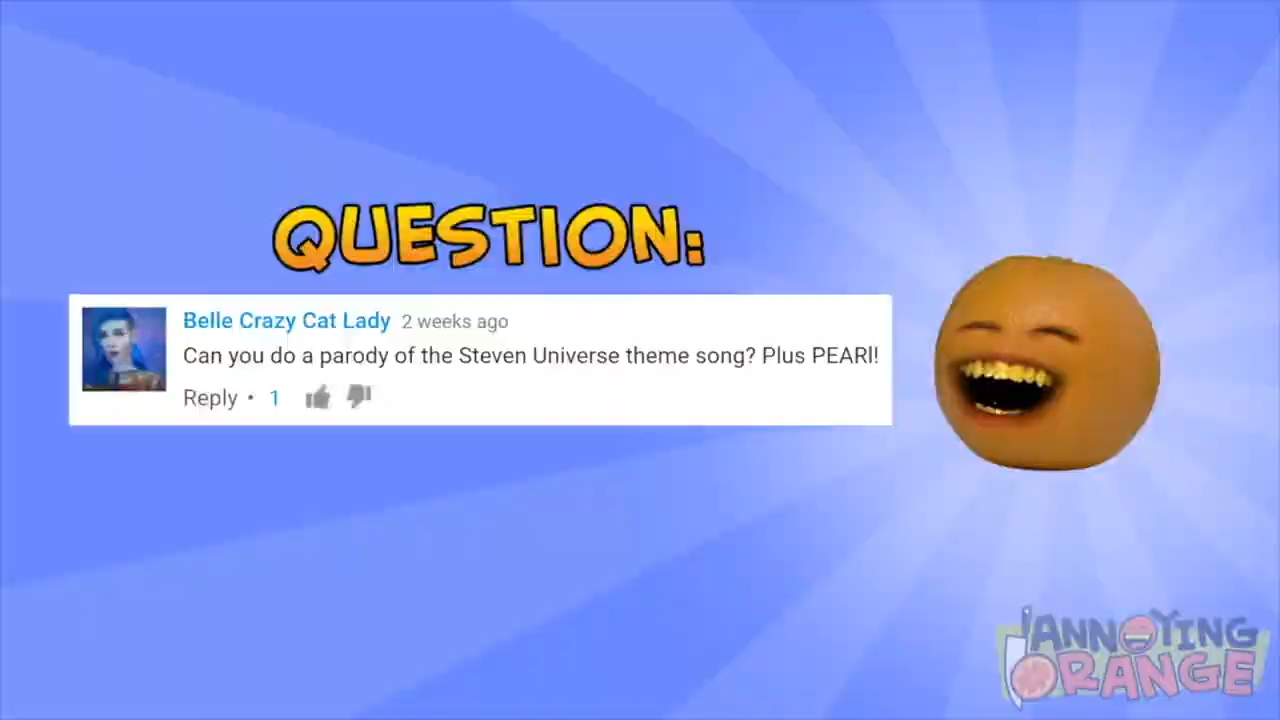 QUESTION:
Belle Crazy Cat Lady 2 weeks ago
Can you do a parody of the Steven Universe theme song? Plus PEARl!
Reply • 1
ANNOYING
ORANGE